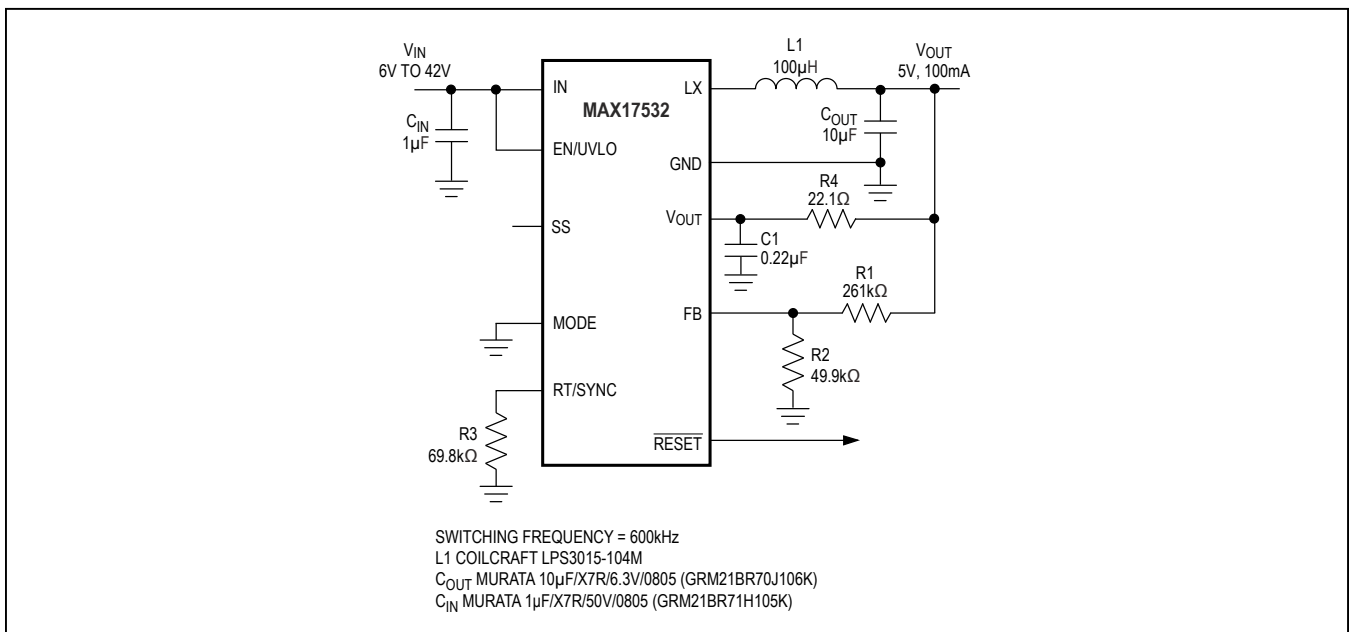 VIN
6V TO 42V
CIN
1µF
IN
MAX17532
EN/UVLO
SS
MODE
RT/SYNC
R3
69.8kΩ
LX
L1
100µH
VOUT
5V, 100mA
COUT
10µF
GND
R4
22.1Ω
VOUT
C1
0.22µF
R1
261kΩ
FB
R2
49.9kΩ
RESET
SWITCHING FREQUENCY = 600kHz
L1 COILCRAFT LPS3015-104M
COUT MURATA 10µF/X7R/6.3V/0805 (GRM21BR70J106K)
CIN MURATA 1µF/X7R/50V/0805 (GRM21BR71H105K)